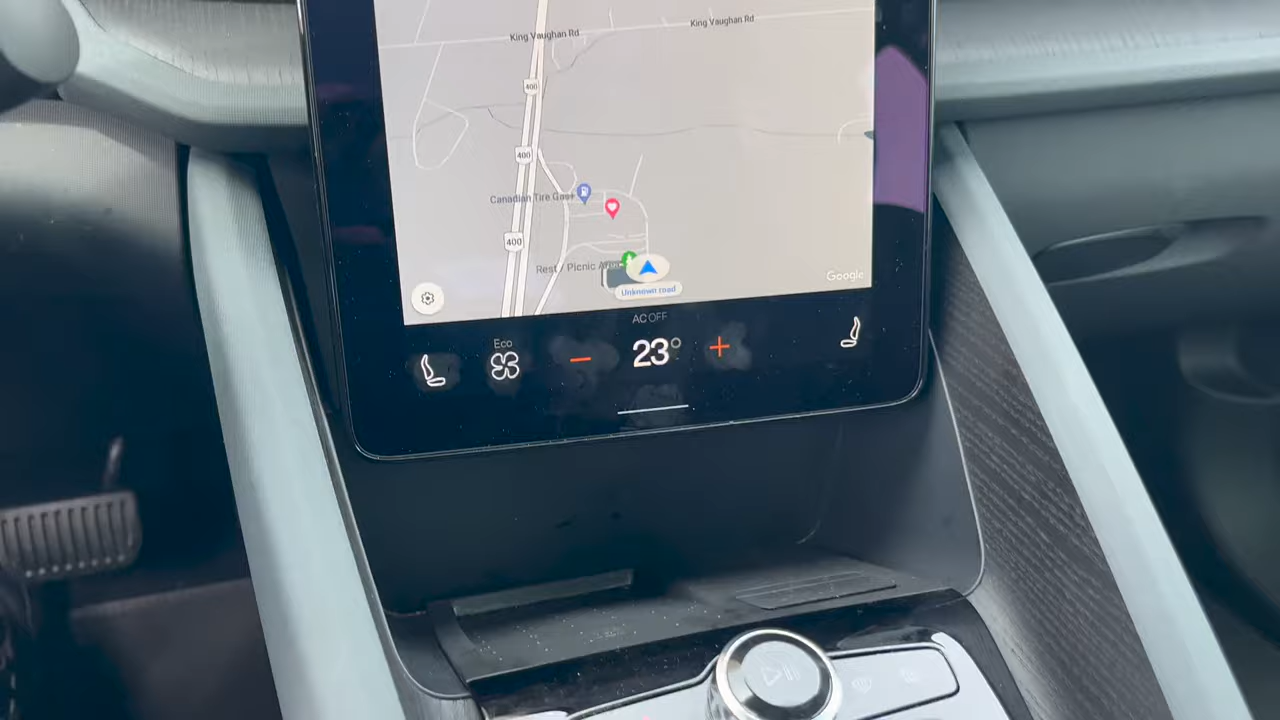 King Vaughan Rd
King Vaughan Rd
400
400
Canadian Tire Gas+
400
Rest / Picnic
Google
Unknown road
AC OFF
Eco
23°